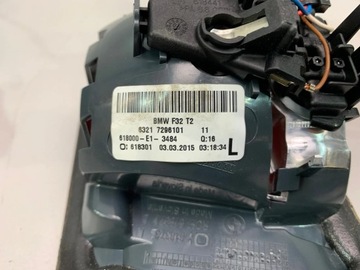 BMW F32 T2
6321 7296101 11
618000-E1- 3484 Q:16
618301 03.03.2015 03:18:34 L